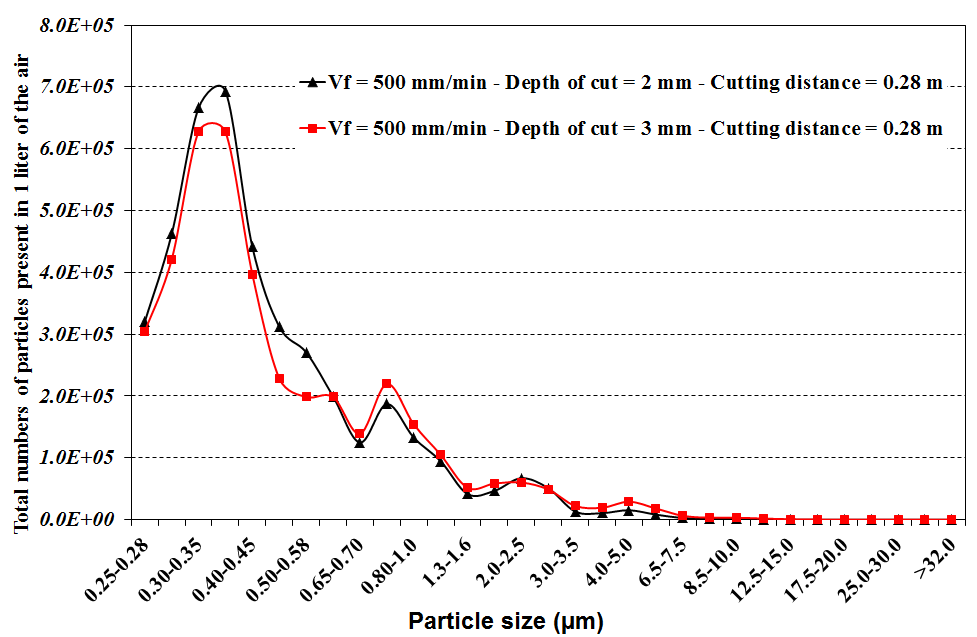 Total numbers of particles present in 1 liter of the air
8.0E+05
7.0E+05
6.0E+05
5.0E+05
4.0E+05
3.0E+05
2.0E+05
1.0E+05
0.0E+00
Vf = 500 mm/min - Depth of cut = 2 mm - Cutting distance = 0.28 m
Vf = 500 mm/min - Depth of cut = 3 mm - Cutting distance = 0.28 m
0.25-0.28
0.30-0.35
0.40-0.45
0.50-0.58
0.65-0.70
0.80-1.0
1.3-1.6
2.0-2.5
3.0-3.5
4.0-5.0
6.5-7.5
8.5-10.0
12.5-15.0
17.5-20.0
25.0-30.0
>32.0
Particle size (µm)